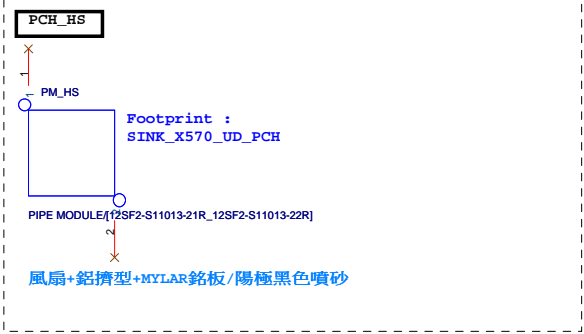 PCH_HS
1
1
PM_HS
Footprint :
SINK_X570_UD_PCH
PIPE MODULE/[12SF2-S11013-21R_12SF2-S11013-22R]
2
2
風扇+鋁擠型+MYLAR銘板/陽極黑色噴砂